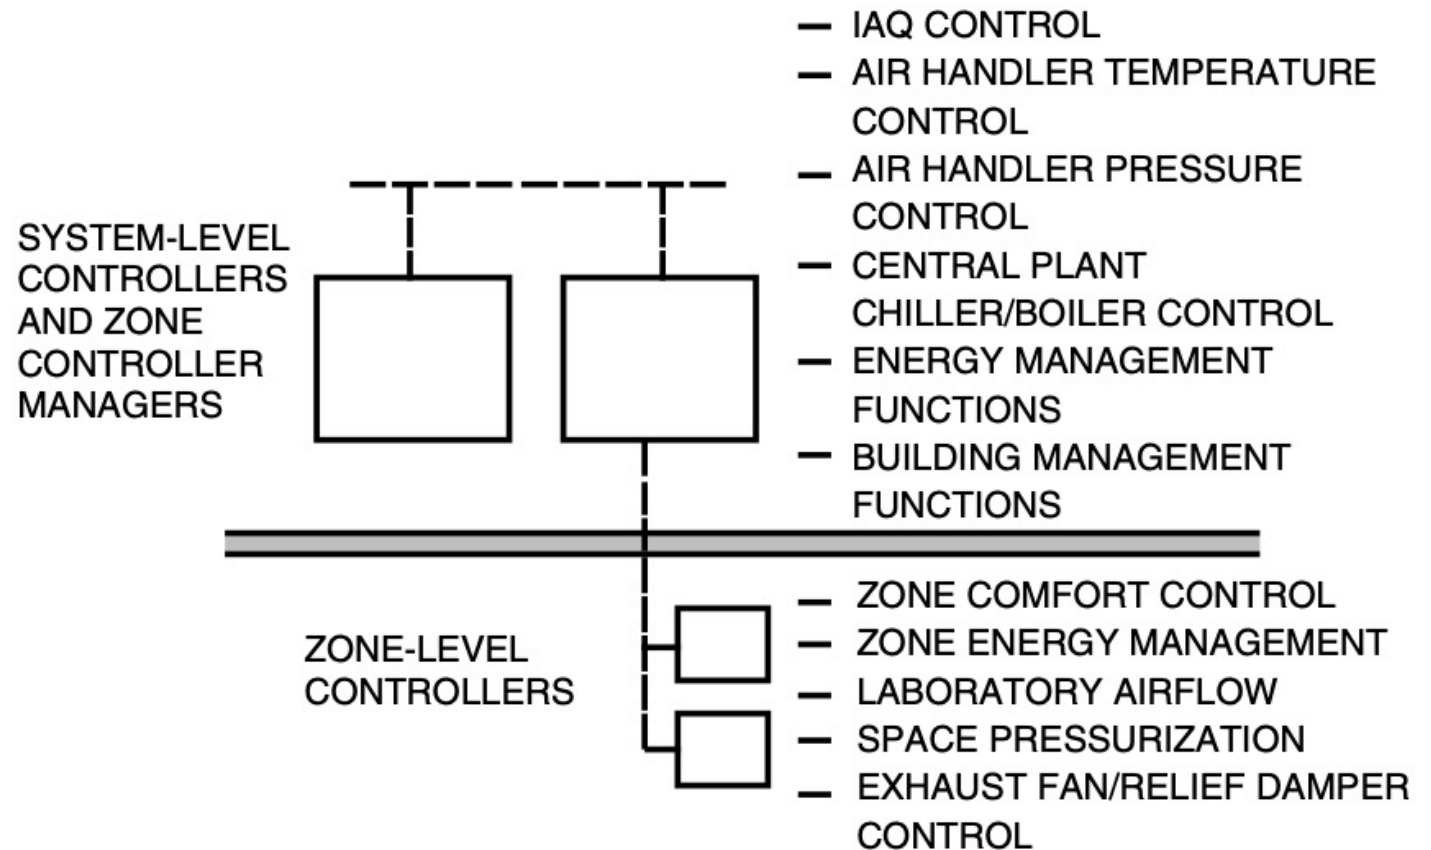 — IAQ CONTROL
— AIR HANDLER TEMPERATURE
CONTROL
— AIR HANDLER PRESSURE
CONTROL
— CENTRAL PLANT
CHILLER/BOILER CONTROL
— ENERGY MANAGEMENT
FUNCTIONS
— BUILDING MANAGEMENT
FUNCTIONS
SYSTEM-LEVEL
CONTROLLERS
AND ZONE
CONTROLLER
MANAGERS
ZONE-LEVEL
CONTROLLERS
— ZONE COMFORT CONTROL
— ZONE ENERGY MANAGEMENT
— LABORATORY AIRFLOW
— SPACE PRESSURIZATION
— EXHAUST FAN/RELIEF DAMPER
CONTROL